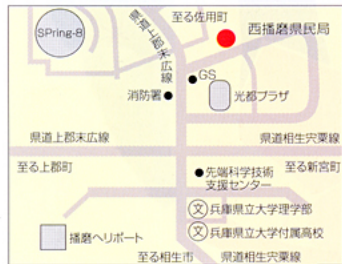 至る佐用町
県道上郡末広線
SPring-8
西播磨県民局
GS
消防署
光都プラザ
県道上郡末広線
県道相生宍粟線
至る上郡町
先端科学技術
支援センター
至る新宮町
文 兵庫県立大学理学部
文 兵庫県立大学付属高校
播磨ヘリポート
至る相生市
県道相生宍粟線